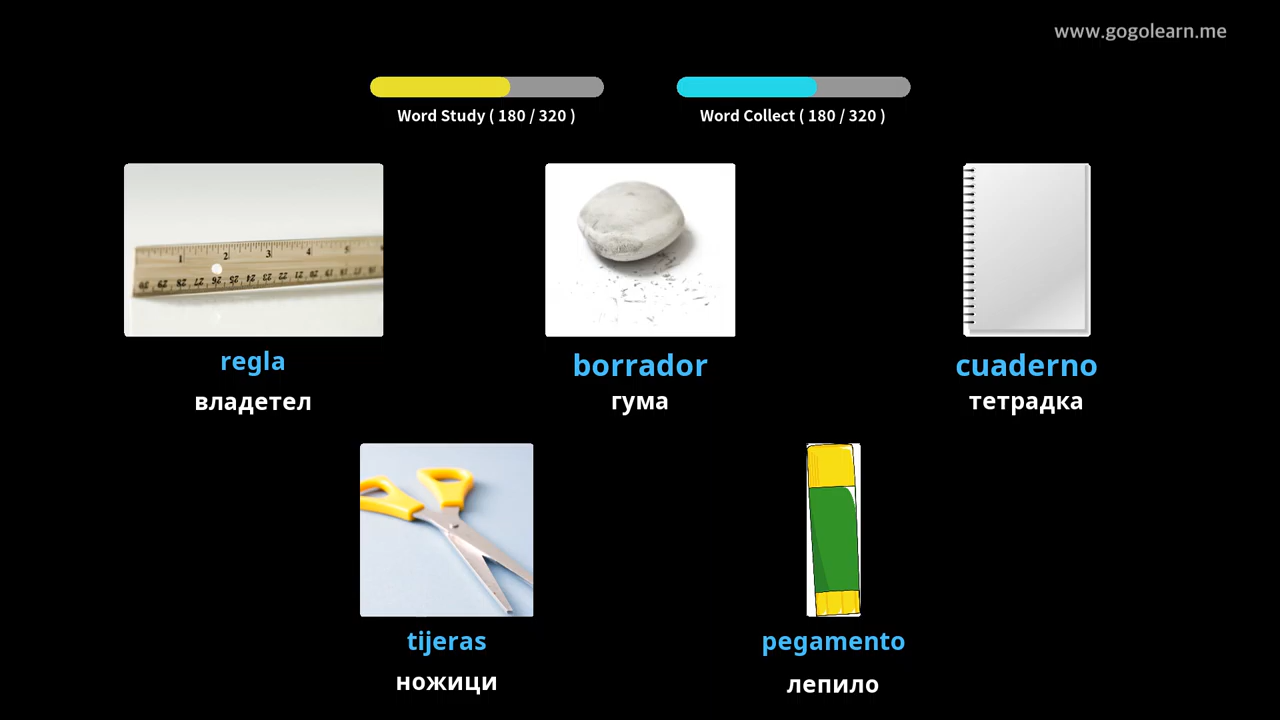 www.gogolearn.me
Word Study ( 180 / 320 )
Word Collect ( 180 / 320 )
regla
borrador
cuaderno
владетел
гума
тетрадка
tijeras
pegamento
ножици
лепило